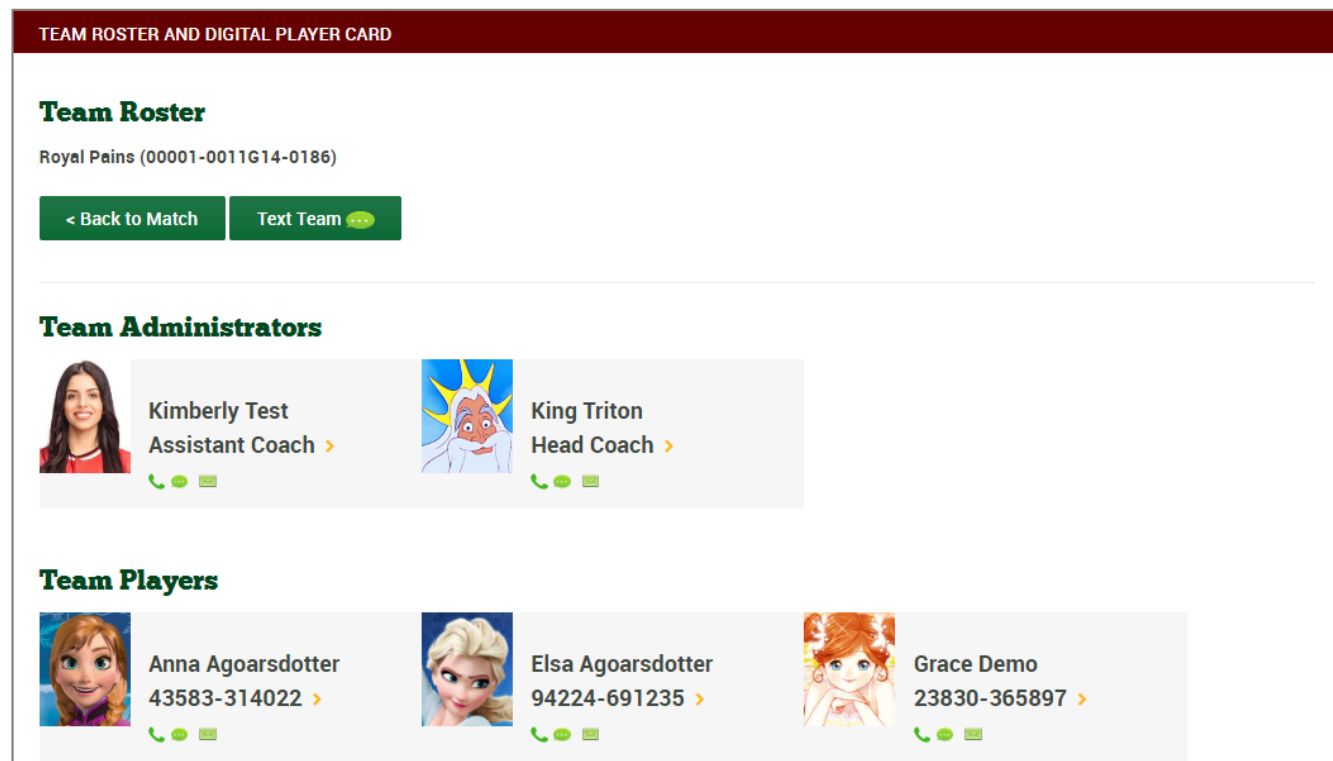 TEAM ROSTER AND DIGITAL PLAYER CARD
Team Roster
Royal Pains (00001-0011G14-0186)
< Back to Match
Text Team
Team Administrators
Kimberly Test
Assistant Coach >
King Triton
Head Coach >
Team Players
Anna Agoarsdotter
43583-314022 >
Elsa Agoarsdotter
94224-691235 >
Grace Demo
23830-365897 >